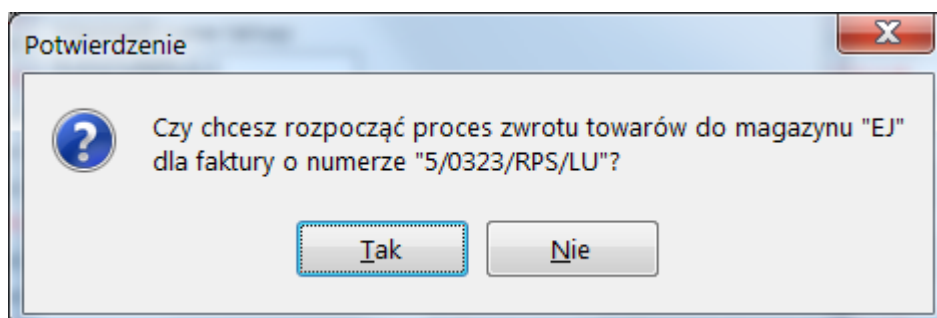 Potwierdzenie
Czy chcesz rozpocząć proces zwrotu towarów do magazynu "EJ"
dla faktury o numerze "5/0323/RPS/LU"?
Tak
Nie